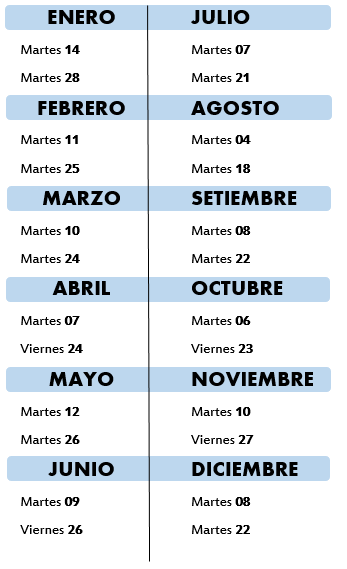 ENERO
Martes 14
Martes 28
FEBRERO
Martes 11
Martes 25
MARZO
Martes 10
Martes 24
ABRIL
Martes 07
Viernes 24
MAYO
Martes 12
Martes 26
JUNIO
Martes 09
Viernes 26
JULIO
Martes 07
Martes 21
AGOSTO
Martes 04
Martes 18
SETIEMBRE
Martes 08
Martes 22
OCTUBRE
Martes 06
Viernes 23
NOVIEMBRE
Martes 10
Viernes 27
DICIEMBRE
Martes 08
Martes 22